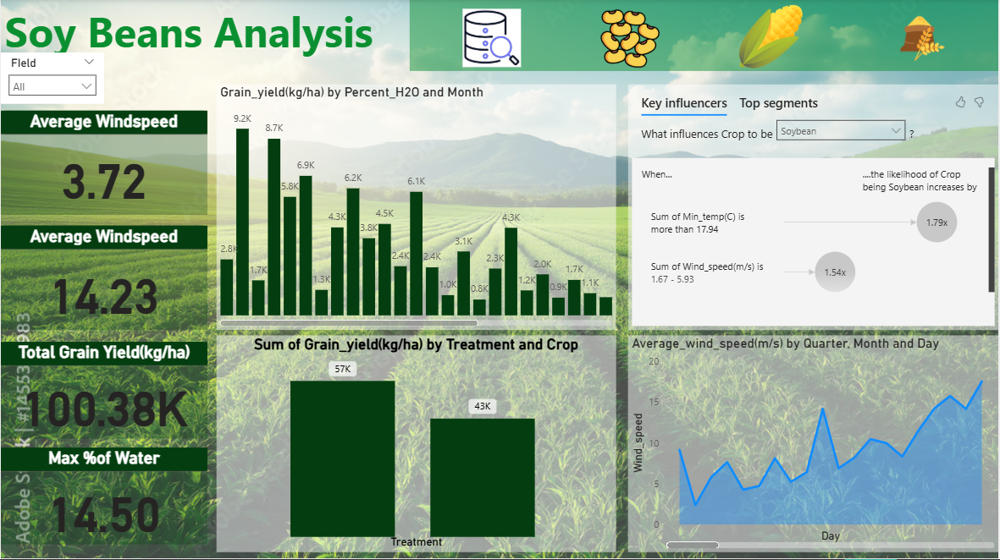 Soy Beans Analysis
Field
All
Average Windspeed
3.72
Average Windspeed
14.23
Total Grain Yield(kg/ha)
100.38K
Max %of Water
14.50
Grain_yield(kg/ha) by Percent_H2O and Month
2.8K
9.2K
1.7K
8.7K
5.8K
6.9K
1.3K
4.3K
6.2K
3.8K
4.5K
2.4K
6.1K
2.4K
1.0K
3.1K
0.8K
2.3K
4.3K
1.2K
2.0K
0.9K
1.7K
1.1K
Key influencers Top segments
What influences Crop to be Soybean ?
When...
....the likelihood of Crop
being Soybean increases by
Sum of Min_temp(C) is
more than 17.94
1.79x
Sum of Wind_speed(m/s) is
1.67 - 5.93
1.54x
Sum of Grain_yield(kg/ha) by Treatment and Crop
57K
43K
Treatment
Average_wind_speed(m/s) by Quarter, Month and Day
20
15
10
5
0
Wind_speed
Day